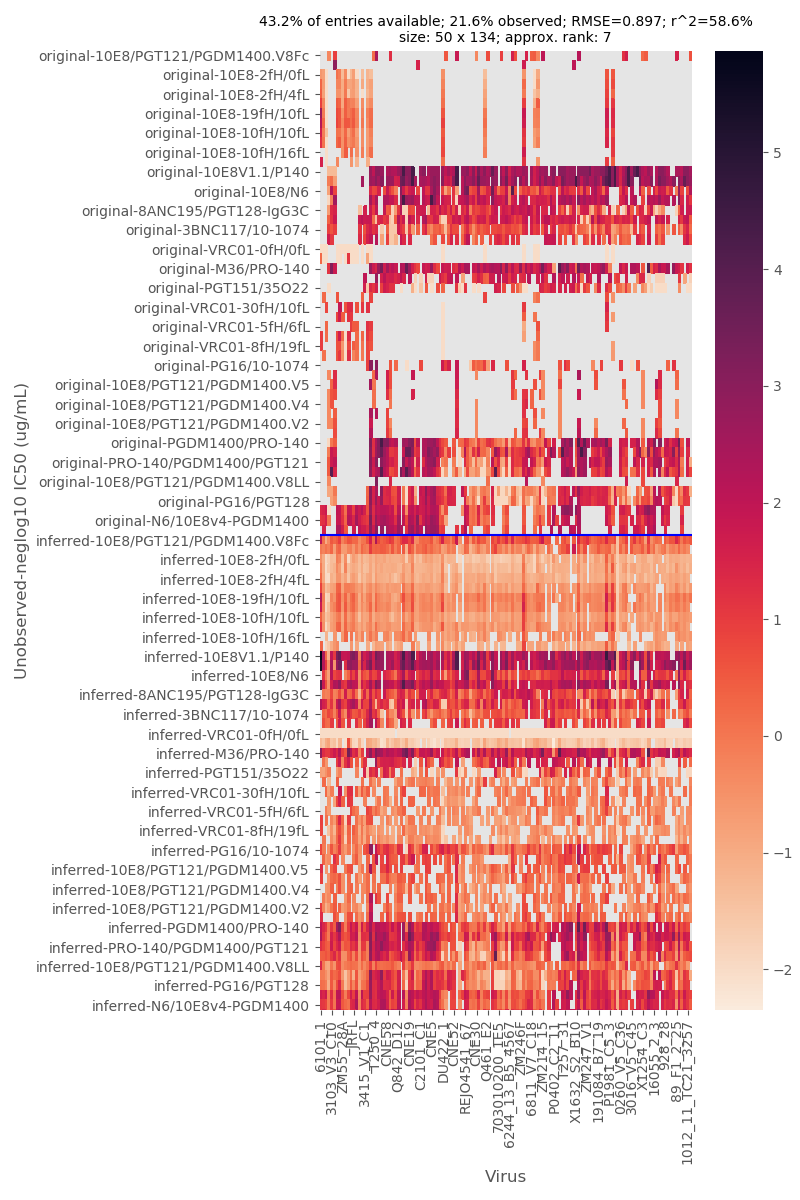 43.2% of entries available; 21.6% observed; RMSE=0.897; r^2=58.6%
size: 50 x 134; approx. rank: 7
Unobserved-neglog10 IC50 (ug/mL)
original-10E8/PGT121/PGDM1400.V8Fc
original-10E8-2fH/0fL
original-10E8-2fH/4fL
original-10E8-19fH/10fL
original-10E8-10fH/10fL
original-10E8-10fH/16fL
original-10E8V1.1/P140
original-10E8/N6
original-8ANC195/PGT128-IgG3C
original-3BNC117/10-1074
original-VRC01-0fH/0fL
original-M36/PRO-140
original-PGT151/35O22
original-VRC01-30fH/10fL
original-VRC01-5fH/6fL
original-VRC01-8fH/19fL
original-PG16/10-1074
original-10E8/PGT121/PGDM1400.V5
original-10E8/PGT121/PGDM1400.V4
original-10E8/PGT121/PGDM1400.V2
original-PGDM1400/PRO-140
original-PRO-140/PGDM1400/PGT121
original-10E8/PGT121/PGDM1400.V8LL
original-PG16/PGT128
original-N6/10E8v4-PGDM1400
inferred-10E8/PGT121/PGDM1400.V8Fc
inferred-10E8-2fH/0fL
inferred-10E8-2fH/4fL
inferred-10E8-19fH/10fL
inferred-10E8-10fH/10fL
inferred-10E8-10fH/16fL
inferred-10E8V1.1/P140
inferred-10E8/N6
inferred-8ANC195/PGT128-IgG3C
inferred-3BNC117/10-1074
inferred-VRC01-0fH/0fL
inferred-M36/PRO-140
inferred-PGT151/35O22
inferred-VRC01-30fH/10fL
inferred-VRC01-5fH/6fL
inferred-VRC01-8fH/19fL
inferred-PG16/10-1074
inferred-10E8/PGT121/PGDM1400.V5
inferred-10E8/PGT121/PGDM1400.V4
inferred-10E8/PGT121/PGDM1400.V2
inferred-PGDM1400/PRO-140
inferred-PRO-140/PGDM1400/PGT121
inferred-10E8/PGT121/PGDM1400.V8LL
inferred-PG16/PGT128
inferred-N6/10E8v4-PGDM1400
5
4
3
2
1
0
−1
−2
6101_1
3103_V3_C10
ZM55_28A
JRFL
3415_V1_C1
T250_4
CNE58
Q842_D12
CNE19
C2101_C1
CNE5
DU422_1
CNE52
REJO4541_67
CNE30
Q461_E2
703010200_1E5
6244_13_B5_4567
ZM246F
6811_V7_C18
ZM214_15
P0402_C2_11
T257_31
X1632_S2_B10
ZM247_V1
191084_B7_19
P1981_C5_3
0260_V5_C36
3016_V5_C45
X1254_C3
16055_2_3
928_28
89_F1_2_25
1012_11_TC21_3257
Virus